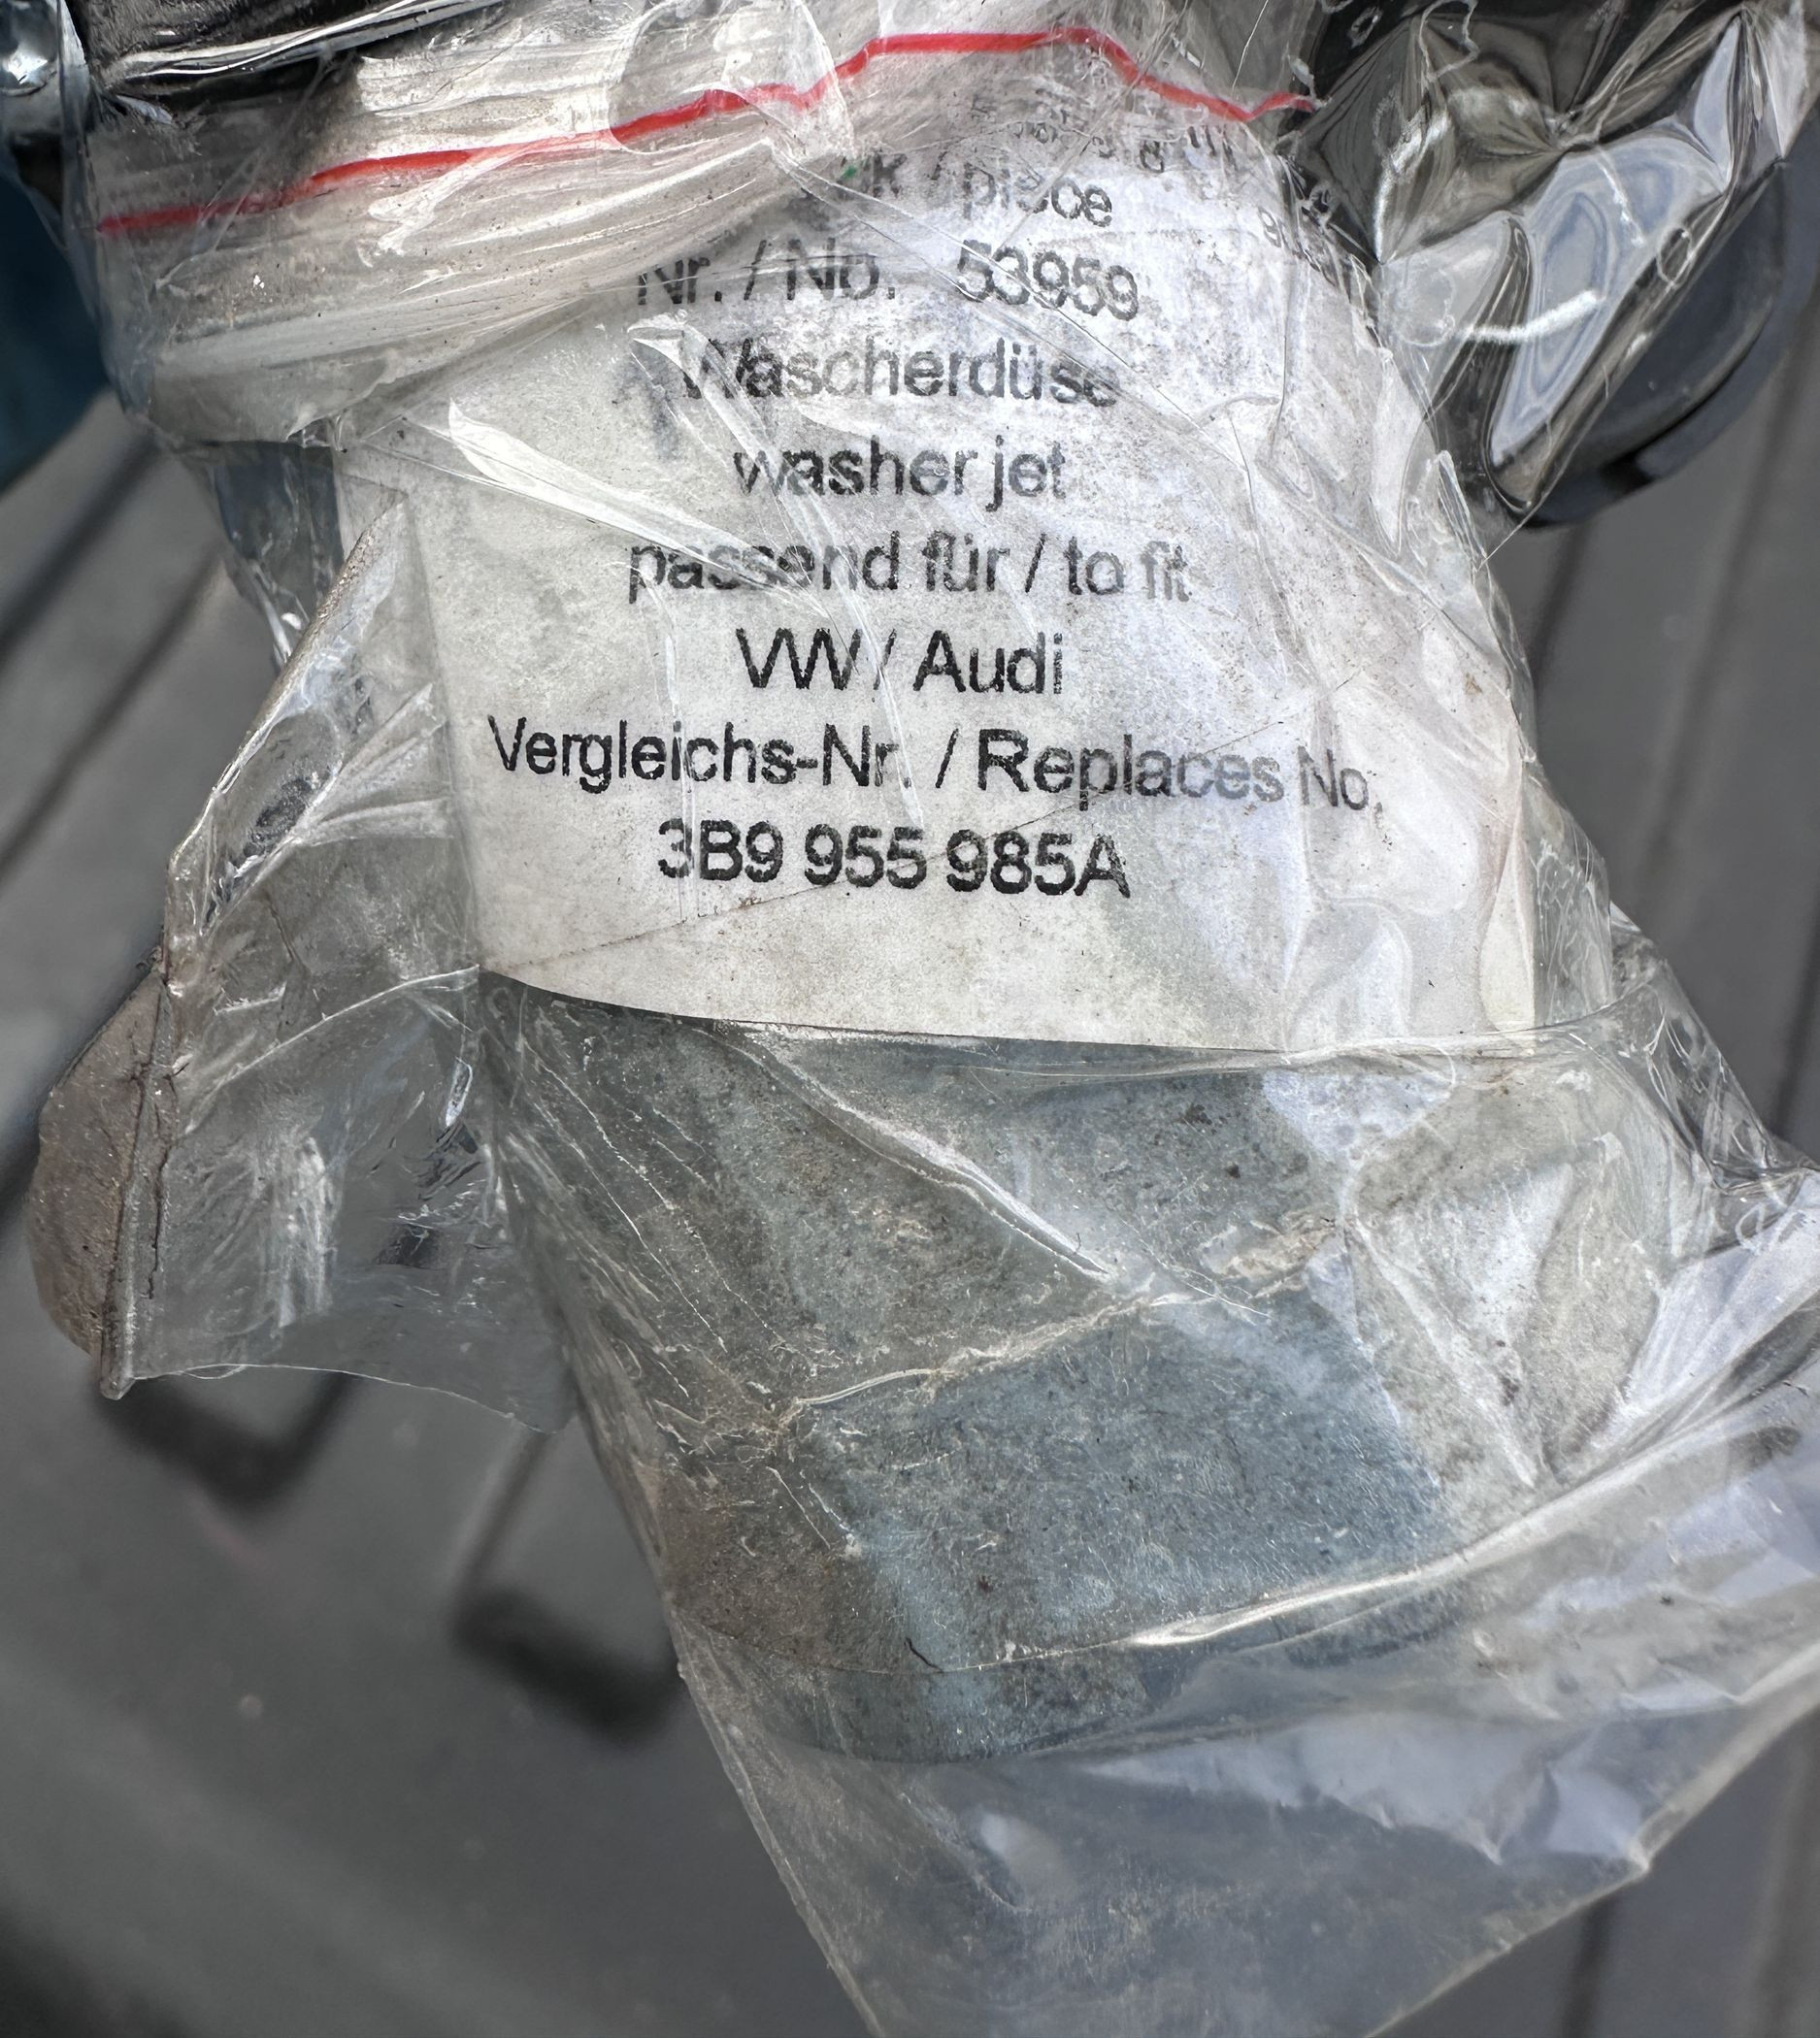 / piece
Nr. / No. 53959
Wascherdüse
washer jet
passend für / to fit
VW / Audi
Vergleichs-Nr. / Replaces No.
3B9 955 985A